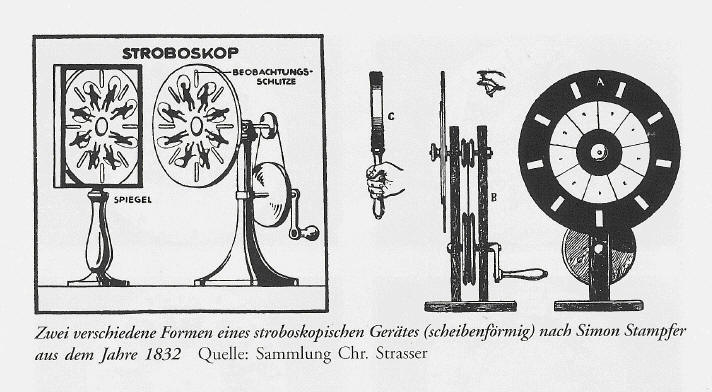 STROBOSKOP
BEOBACHTUNGS-
SCHLITZE
SPIEGEL
C
B
A
Zwei verschiedene Formen eines stroboskopischen Gerätes (scheibenförmig) nach Simon Stampfer
aus dem Jahre 1832 Quelle: Sammlung Chr. Strasser